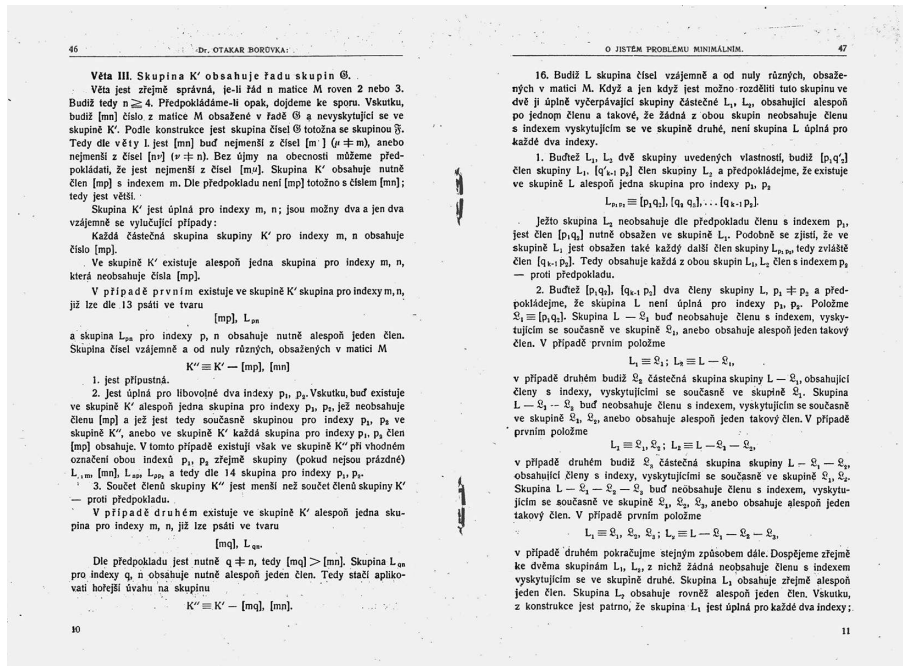 46
Dr. OTAKAR BORŮVKA:
Věta III. Skupina K′ obsahuje řadu skupin 𝔊.
Věta jest zřejmě správná, je-li řád n matice M roven 2 nebo 3.
Budiž tedy n ≧ 4. Předpokládáme-li opak, dojdeme ke sporu. Vskutku,
budiž [mn] číslo z matice M obsažené v řadě 𝔊 a nevyskytující se ve
skupině K′. Podle konstrukce jest skupina čísel 𝔊 totožna se skupinou 𝔉.
Tedy dle věty I. jest [mn] buď nejmenší z čísel [m ] (μ ≠ m), anebo
nejmenší z čísel [nν] (ν ≠ n). Bez újmy na obecnosti můžeme před-
pokládati, že jest nejmenší z čísel [mμ]. Skupina K′ obsahuje nutně
člen [mp] s indexem m. Dle předpokladu není [mp] totožno s číslem [mn];
tedy jest větší.
Skupina K′ jest úplná pro indexy m, n; jsou možny dva a jen dva
vzájemně se vylučující případy:
Každá částečná skupina skupiny K′ pro indexy m, n obsahuje
číslo [mp].
Ve skupině K′ existuje alespoň jedna skupina pro indexy m, n,
která neobsahuje čísla [mp].
V případě prvním existuje ve skupině K′ skupina pro indexy m, n,
již lze dle 13 psáti ve tvaru
[mp], Lₚₙ
a skupina Lₚₙ pro indexy p, n obsahuje nutně alespoň jeden člen.
Skupina čísel vzájemně a od nuly různých, obsažených v matici M
K″ ≡ K′ — [mp], [mn]
1. jest přípustná.
2. Jest úplná pro libovolné dva indexy p₁, p₂. Vskutku, buď existuje
ve skupině K′ alespoň jedna skupina pro indexy p₁, p₂, jež neobsahuje
členu [mp] a jež jest tedy současně skupinou pro indexy p₁, p₂ ve
skupině K″, anebo ve skupině K′ každá skupina pro indexy p₁, p₂ člen
[mp] obsahuje. V tomto případě existují však ve skupině K″ při vhodném
označení obou indexů p₁, p₂ zřejmě skupiny (pokud nejsou prázdné)
[mn], a tedy dle 14 skupina pro indexy p₁, p₂.
3. Součet členů skupiny K″ jest menší než součet členů skupiny K′
— proti předpokladu.
V případě druhém existuje ve skupině K′ alespoň jedna sku-
pina pro indexy m, n, již lze psáti ve tvaru
[mq], L qn.
Dle předpokladu jest nutně q ≠ n, tedy [mq] > [mn]. Skupina L qn
pro indexy q, n obsahuje nutně alespoň jeden člen. Tedy stačí apliko-
vati hořejší úvahu na skupinu
K″ ≡ K′ — [mq], [mn].
10
O JISTÉM PROBLÉMU MINIMÁLNÍM.
47
16. Budiž L skupina čísel vzájemně a od nuly různých, obsaže-
ných v matici M. Když a jen když jest možno rozděliti tuto skupinu ve
dvě ji úplně vyčerpávající skupiny částečné L₁, L₂, obsahující alespoň
po jednom členu a takové, že žádná z obou skupin neobsahuje členu
s indexem vyskytujícím se ve skupině druhé, není skupina L úplná pro
každé dva indexy.
1. Buďtež L₁, L₂ dvě skupiny uvedených vlastností, budiž [p₁q′₂]
člen skupiny L₁, [q′ₖ₋₁ p₂] člen skupiny L₂ a předpokládejme, že existuje
ve skupině L alespoň jedna skupina pro indexy p₁, p₂
Lp₁p₂ ≡ [p₁q₂], [q₂ q₃], . . . [qₖ₋₁ p₂].
Ježto skupina L₂ neobsahuje dle předpokladu členu s indexem p₁,
jest člen [p₁q₂] nutně obsažen ve skupině L₁. Podobně se zjistí, že ve
skupině L₁ jest obsažen také každý další člen skupiny Lp₁p₂, tedy zvláště
člen [qₖ₋₁ p₂]. Tedy obsahuje každá z obou skupin L₁, L₂ člen s indexem p₂
— proti předpokladu.
2. Buďtez [p₁q₂], [qₖ₋₁ p₂] dva členy skupiny L, p₁ ≠ p₂ a před-
pokládejme, že skupina L není úplná pro indexy p₁, p₂. Položme
𝔏₁ ≡ [p₁q₂]. Skupina L — 𝔏₁ buď neobsahuje členu s indexem, vysky-
tujícím se současně ve skupině 𝔏₁, anebo obsahuje alespoň jeden takový
člen. V případě prvním položme
L₁ ≡ 𝔏₁; L₂ ≡ L — 𝔏₁,
v případě druhém budiž 𝔏₂ částečná skupina skupiny L — 𝔏₁, obsahující
členy s indexy, vyskytujícími se současně ve skupině 𝔏₁. Skupina
L — 𝔏₁ — 𝔏₂ buď neobsahuje členu s indexem, vyskytujícím se současně
ve skupině 𝔏₁, 𝔏₂, anebo obsahuje alespoň jeden takový člen. V případě
prvním položme
L₁ ≡ 𝔏₁, 𝔏₂; L₂ ≡ L — 𝔏₁ — 𝔏₂,
v případě druhém budiž 𝔏₃ částečná skupina skupiny L — 𝔏₁ — 𝔏₂,
obsahující členy s indexy, vyskytujícími se současně ve skupině 𝔏₁, 𝔏₂.
Skupina L — 𝔏₁ — 𝔏₂ — 𝔏₃ buď neobsahuje členu s indexem, vyskytu-
jícím se současně ve skupině 𝔏₁, 𝔏₂, 𝔏₃, anebo obsahuje alespoň jeden
takový člen. V případě prvním položme
L₁ ≡ 𝔏₁, 𝔏₂, 𝔏₃; L₂ ≡ L — 𝔏₁ — 𝔏₂ — 𝔏₃,
v případě druhém pokračujme stejným způsobem dále. Dospějeme zřejmě
ke dvěma skupinám L₁, L₂, z nichž žádná neobsahuje členu s indexem
vyskytujícím se ve skupině druhé. Skupina L₁ obsahuje zřejmě alespoň
jeden člen. Skupina L₂ obsahuje rovněž alespoň jeden člen. Vskutku,
z konstrukce jest patrno, že skupina L₁ jest úplná pro každé dva indexy;
11